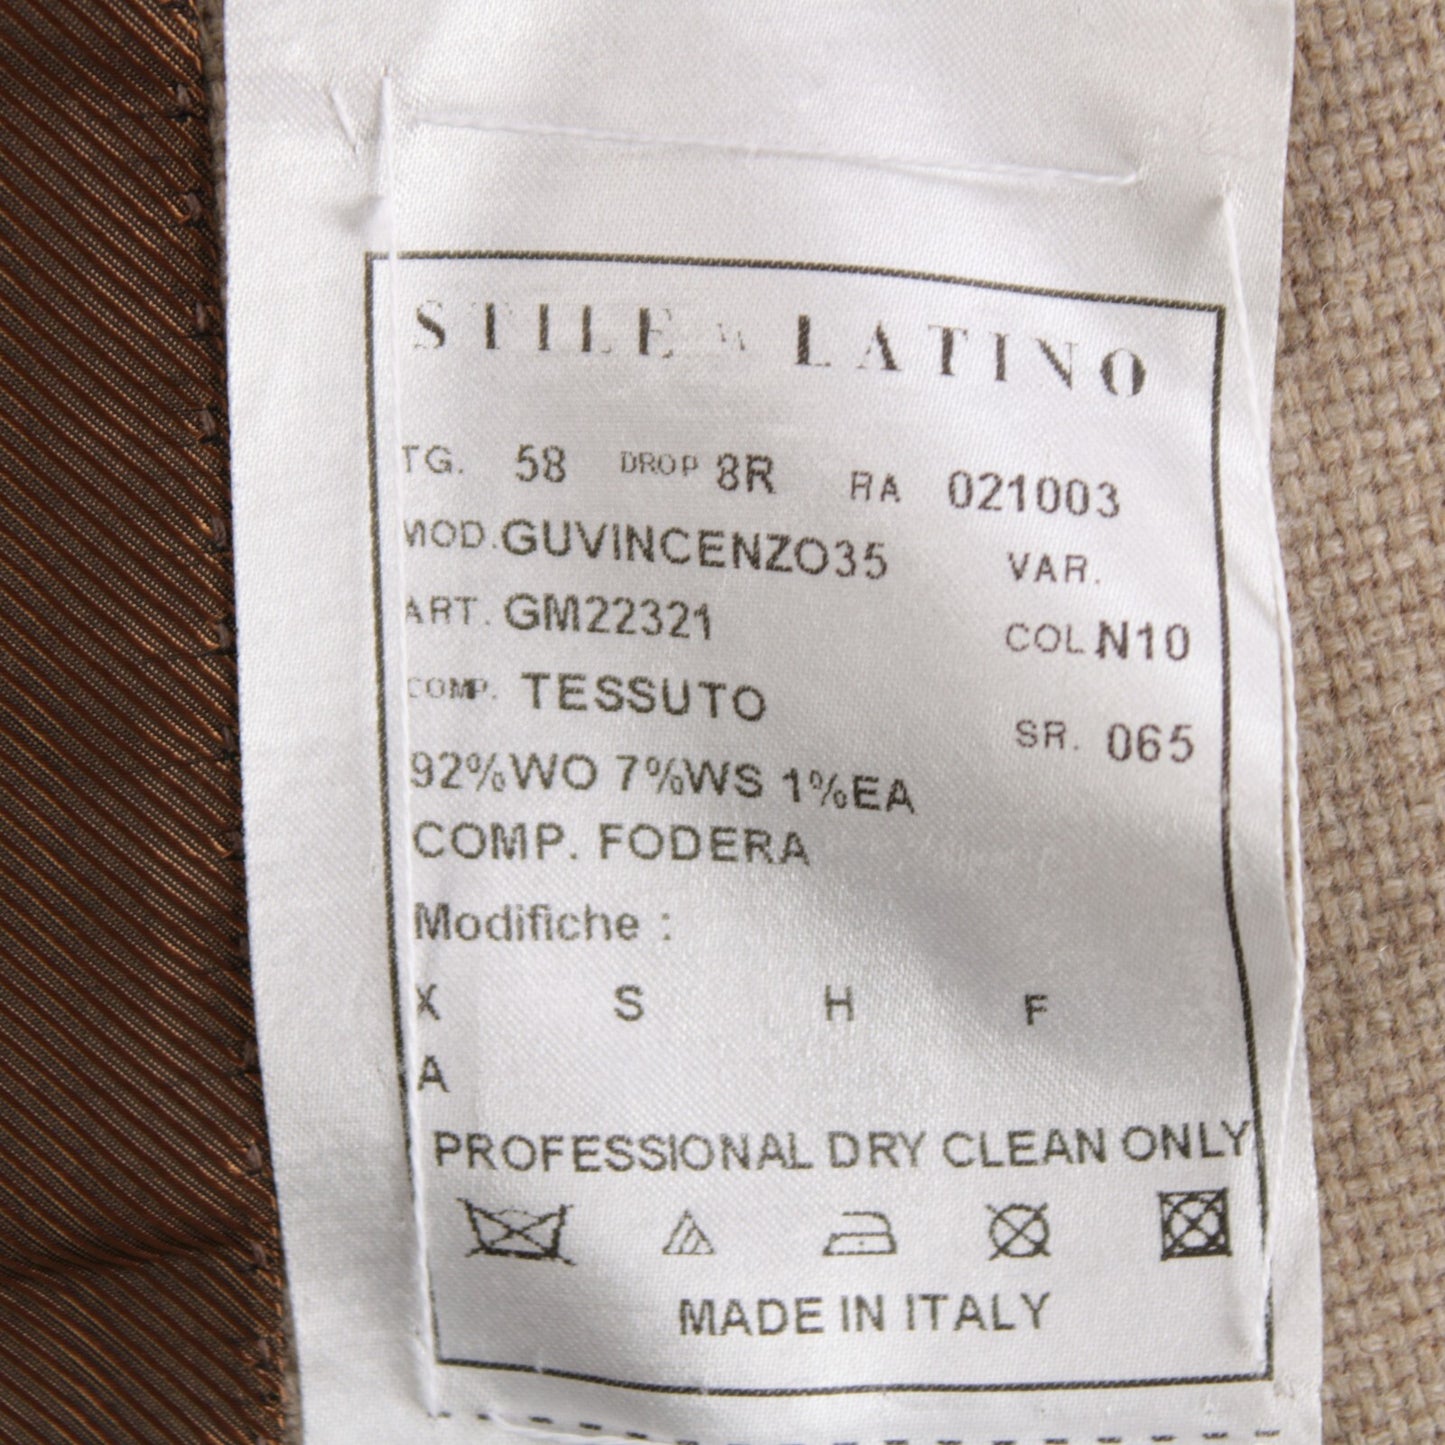 STILE LATINO
TG. 58 DROP 8R RA 021003
MOD. GUVINCENZO35 VAR.
ART. GM22321 COL. N10
COMP. TESSUTO SR. 065
92%WO 7%WS 1%EA
COMP. FODERA
Modifiche :
X S H F
A
PROFESSIONAL DRY CLEAN ONLY
MADE IN ITALY